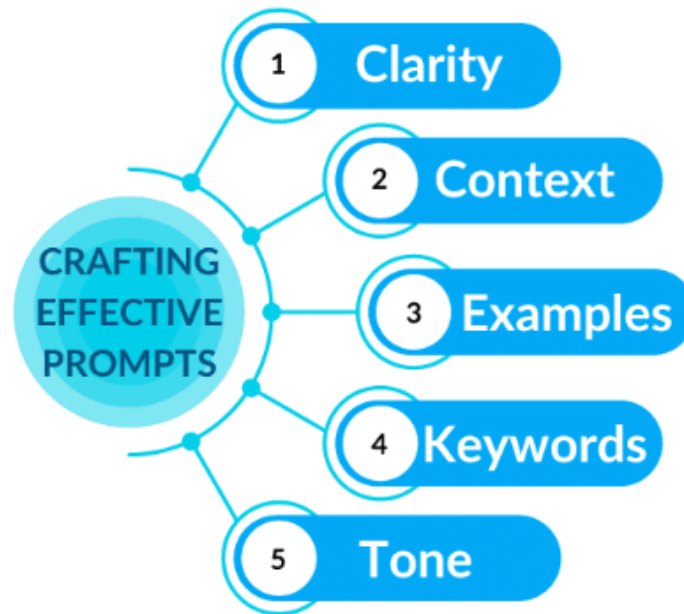 CRAFTING
EFFECTIVE
PROMPTS
1 Clarity
2 Context
3 Examples
4 Keywords
5 Tone